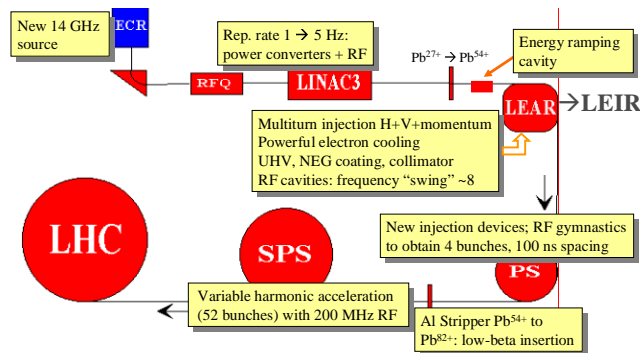 New 14 GHz
source
ECR
Rep. rate 1 → 5 Hz:
power converters + RF
Pb²⁷⁺ → Pb⁵⁴⁺
Energy ramping
cavity
RFQ
LINAC3
LEAR
→LEIR
Multiturn injection H+V+momentum
Powerful electron cooling
UHV, NEG coating, collimator
RF cavities: frequency “swing” ~8
LHC
SPS
New injection devices; RF gymnastics
to obtain 4 bunches, 100 ns spacing
PS
Variable harmonic acceleration
(52 bunches) with 200 MHz RF
Al Stripper Pb⁵⁴⁺ to
Pb⁸²⁺: low-beta insertion